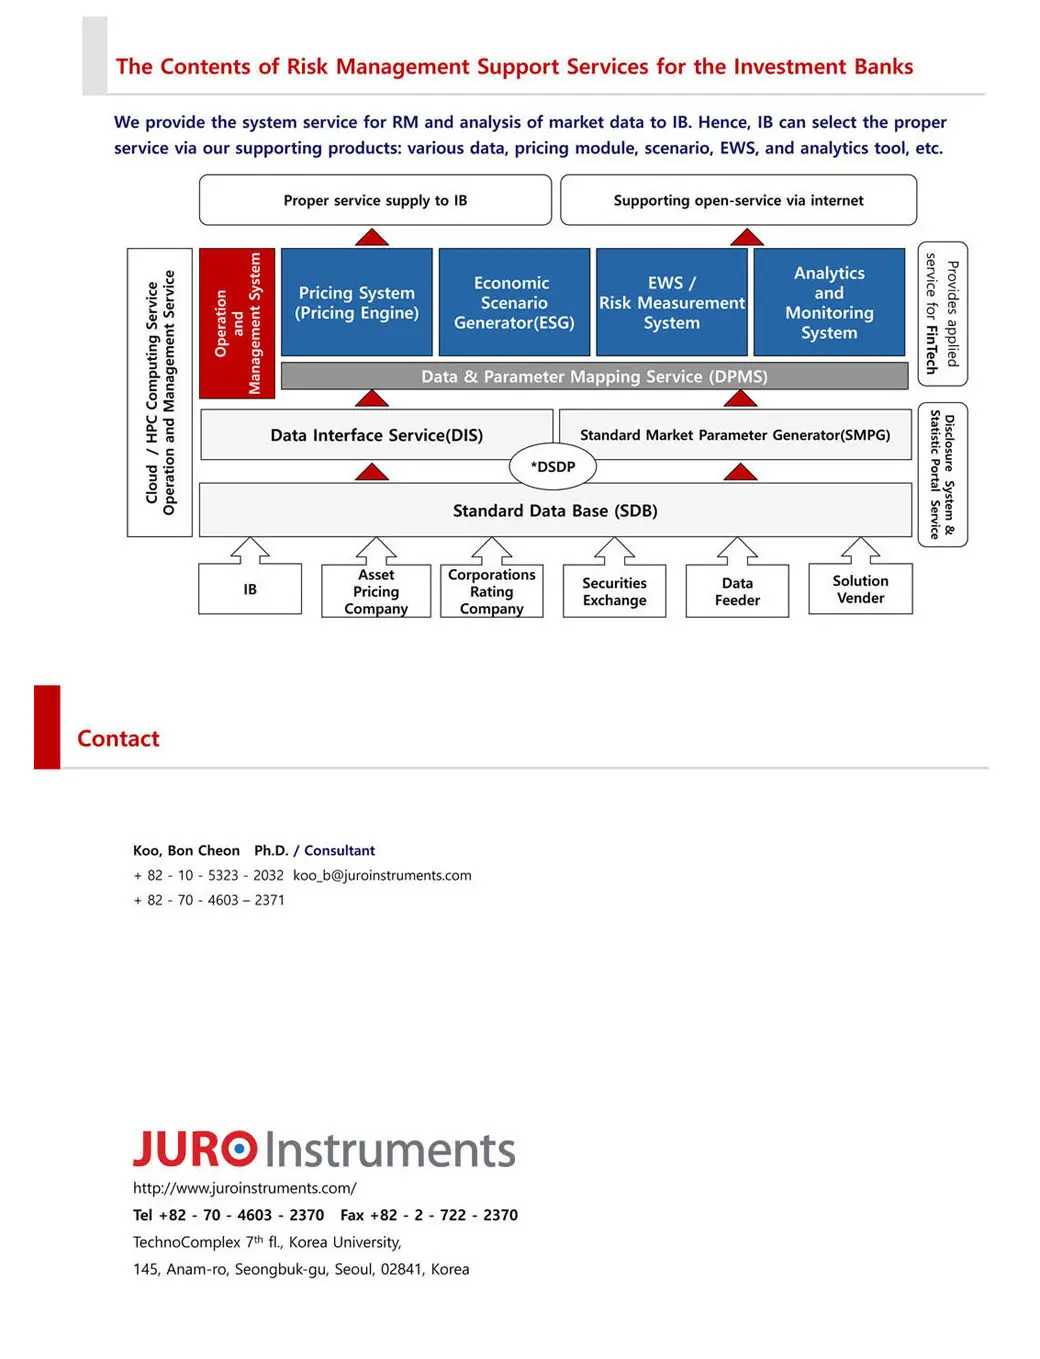 The Contents of Risk Management Support Services for the Investment Banks
We provide the system service for RM and analysis of market data to IB. Hence, IB can select the proper
service via our supporting products: various data, pricing module, scenario, EWS, and analytics tool, etc.
Proper service supply to IB
Supporting open-service via internet
Cloud / HPC Computing Service
Operation and Management Service
Operation
and
Management System
Pricing System
(Pricing Engine)
Economic
Scenario
Generator(ESG)
EWS /
Risk Measurement
System
Analytics
and
Monitoring
System
Provides applied
service for FinTech
Data & Parameter Mapping Service (DPMS)
Data Interface Service(DIS)
Standard Market Parameter Generator(SMPG)
*DSDP
Disclosure System &
Statistic Portal Service
Standard Data Base (SDB)
IB
Asset
Pricing
Company
Corporations
Rating
Company
Securities
Exchange
Data
Feeder
Solution
Vender
Contact
Koo, Bon Cheon Ph.D. / Consultant
+ 82 - 10 - 5323 - 2032 koo_b@juroinstruments.com
+ 82 - 70 - 4603 – 2371
JURO Instruments
http://www.juroinstruments.com/
Tel +82 - 70 - 4603 - 2370 Fax +82 - 2 - 722 - 2370
TechnoComplex 7th fl., Korea University,
145, Anam-ro, Seongbuk-gu, Seoul, 02841, Korea